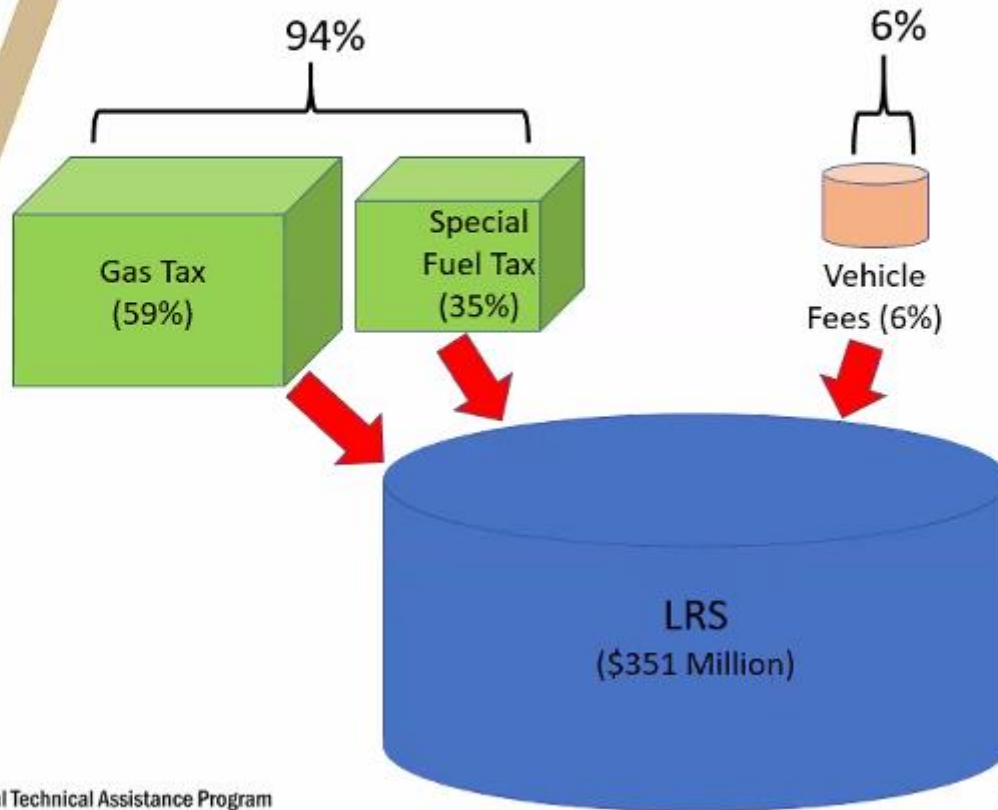 94%
6%
Gas Tax
(59%)
Special
Fuel Tax
(35%)
Vehicle
Fees (6%)
LRS
($351 Million)
Technical Assistance Program